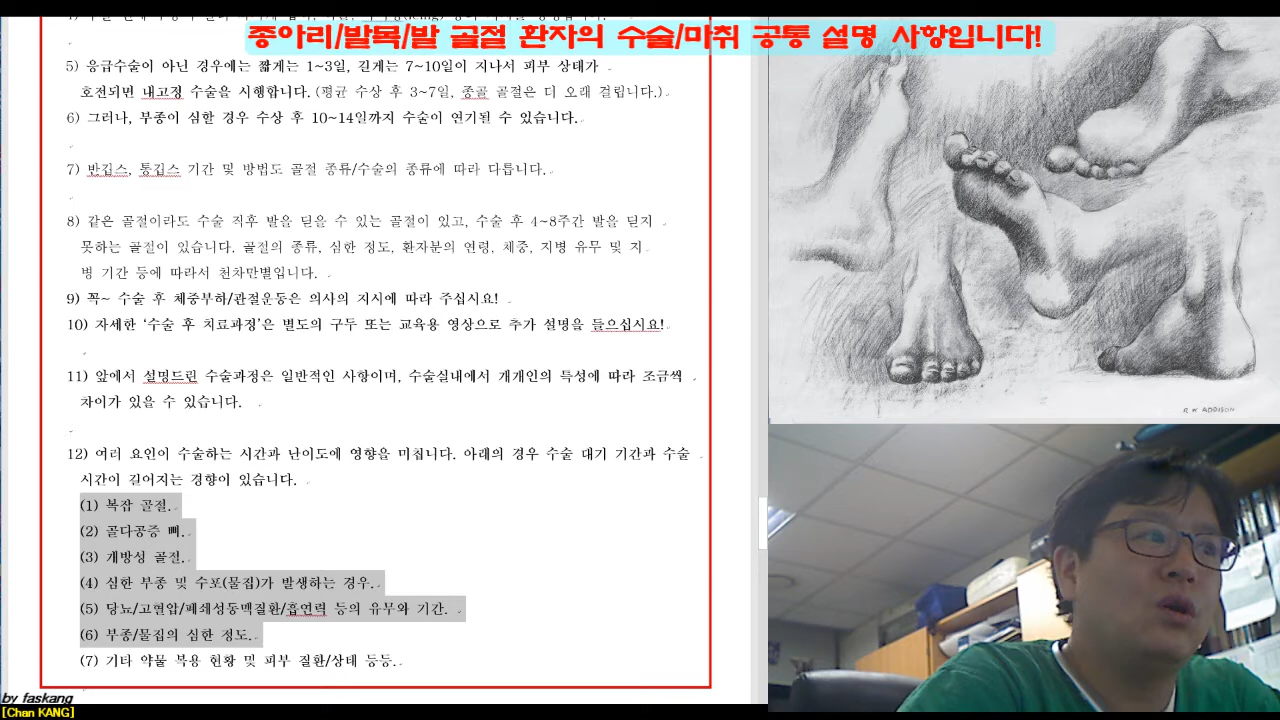 종아리/발목/발 골절 환자의 수술/마취 공통 설명 사항입니다!
5) 응급수술이 아닌 경우에는 짧게는 1~3일, 길게는 7~10일이 지나서 피부 상태가
호전되면 내고정 수술을 시행합니다. (평균 수상 후 3~7일, 종골 골절은 더 오래 걸립니다.)
6) 그러나, 부종이 심할 경우 수상 후 10~14일까지 수술이 연기될 수 있습니다.
7) 반깁스, 통깁스 기간 및 방법도 골절 종류/수술의 종류에 따라 다릅니다.
8) 같은 골절이라도 수술 직후 발을 딛을 수 있는 골절이 있고, 수술 후 4~8주간 발을 딛지
못하는 골절이 있습니다. 골절의 종류, 심한 정도, 환자분의 연령, 체중, 지병 유무 및 지
병 기간 등에 따라서 천차만별입니다.
9) 꼭~ 수술 후 체중부하/관절운동은 의사의 지시에 따라 주십시요!
10) 자세한 ‘수술 후 치료과정’은 별도의 구두 또는 교육용 영상으로 추가 설명을 들으십시요!
11) 앞에서 설명드린 수술과정은 일반적인 사항이며, 수술실내에서 개개인의 특성에 따라 조금씩
차이가 있을 수 있습니다.
12) 여러 요인이 수술하는 시간과 난이도에 영향을 미칩니다. 아래의 경우 수술 대기 기간과 수술
시간이 길어지는 경향이 있습니다.
(1) 복잡 골절.
(2) 골다공증 뼈.
(3) 개방성 골절.
(4) 심한 부종 및 수포(물집)가 발생하는 경우.
(5) 당뇨/고혈압/폐쇄성동맥질환/흡연력 등의 유무와 기간.
(6) 부종/물집의 심한 정도.
(7) 기타 약물 복용 현황 및 피부 질환/상태 등등.
R W ADDISON
by faskang
[Chan KANG]